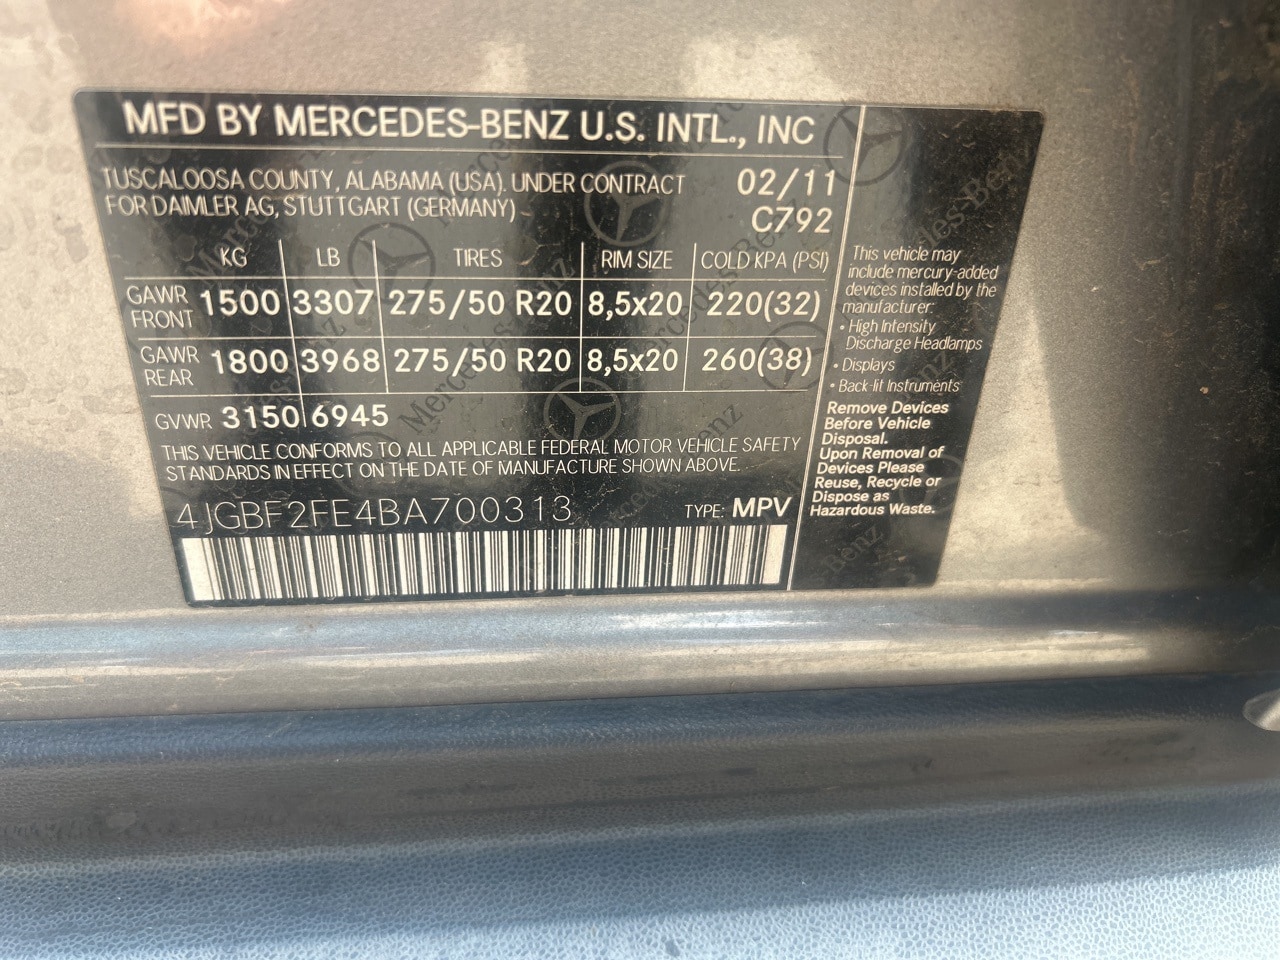 MFD BY MERCEDES-BENZ U.S. INTL., INC
TUSCALOOSA COUNTY, ALABAMA (USA). UNDER CONTRACT 02/11
FOR DAIMLER AG, STUTTGART (GERMANY) C792
KG LB TIRES RIM SIZE COLD KPA (PSI)
GAWR FRONT 1500 3307 275/50 R20 8,5x20 220(32)
GAWR REAR 1800 3968 275/50 R20 8,5x20 260(38)
GVWR 3150 6945
THIS VEHICLE CONFORMS TO ALL APPLICABLE FEDERAL MOTOR VEHICLE SAFETY
STANDARDS IN EFFECT ON THE DATE OF MANUFACTURE SHOWN ABOVE.
4JGBF2FE4BA700313 TYPE: MPV
This vehicle may
include mercury-added
devices installed by the
manufacturer:
• High Intensity
Discharge Headlamps
• Displays
• Back-lit Instruments
Remove Devices
Before Vehicle
Disposal.
Upon Removal of
Devices Please
Reuse, Recycle or
Dispose as
Hazardous Waste.